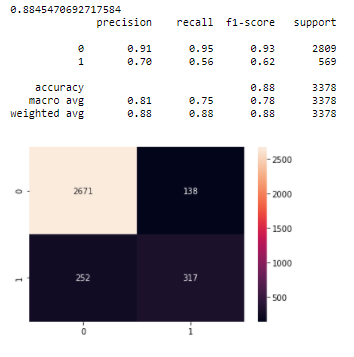 0.8845470692717584
precision recall f1-score support
0 0.91 0.95 0.93 2809
1 0.70 0.56 0.62 569
accuracy 0.88 3378
macro avg 0.81 0.75 0.78 3378
weighted avg 0.88 0.88 0.88 3378
2500
2000
1500
1000
500
0 2671 138
1 252 317
0 1